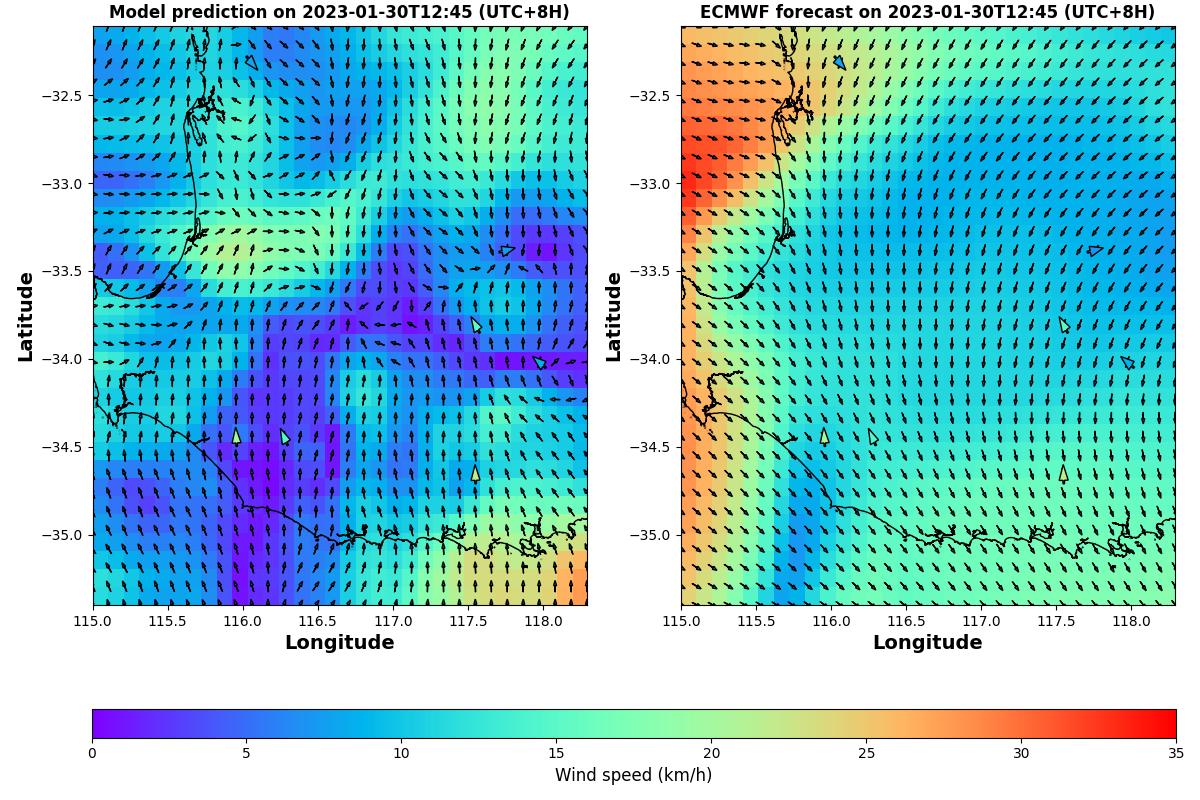 Model prediction on 2023-01-30T12:45 (UTC+8H)
ECMWF forecast on 2023-01-30T12:45 (UTC+8H)
Latitude
−32.5
−33.0
−33.5
−34.0
−34.5
−35.0
115.0 115.5 116.0 116.5 117.0 117.5 118.0
Longitude
Latitude
−32.5
−33.0
−33.5
−34.0
−34.5
−35.0
115.0 115.5 116.0 116.5 117.0 117.5 118.0
Longitude
0 5 10 15 20 25 30 35
Wind speed (km/h)